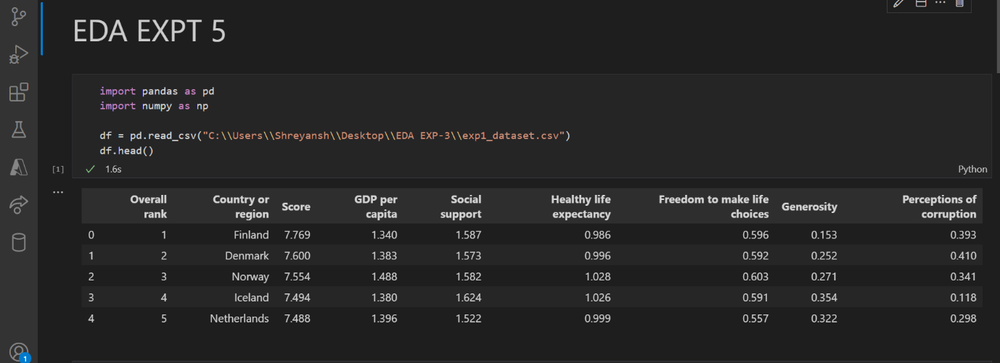 EDA EXPT 5
import pandas as pd
import numpy as np
df = pd.read_csv("C:\\Users\\Shreyansh\\Desktop\\EDA EXP-3\\exp1_dataset.csv")
df.head()
[1] 1.6s Python
...
Overall rank Country or region Score GDP per capita Social support Healthy life expectancy Freedom to make life choices Generosity Perceptions of corruption
0 1 Finland 7.769 1.340 1.587 0.986 0.596 0.153 0.393
1 2 Denmark 7.600 1.383 1.573 0.996 0.592 0.252 0.410
2 3 Norway 7.554 1.488 1.582 1.028 0.603 0.271 0.341
3 4 Iceland 7.494 1.380 1.624 1.026 0.591 0.354 0.118
4 5 Netherlands 7.488 1.396 1.522 0.999 0.557 0.322 0.298
1